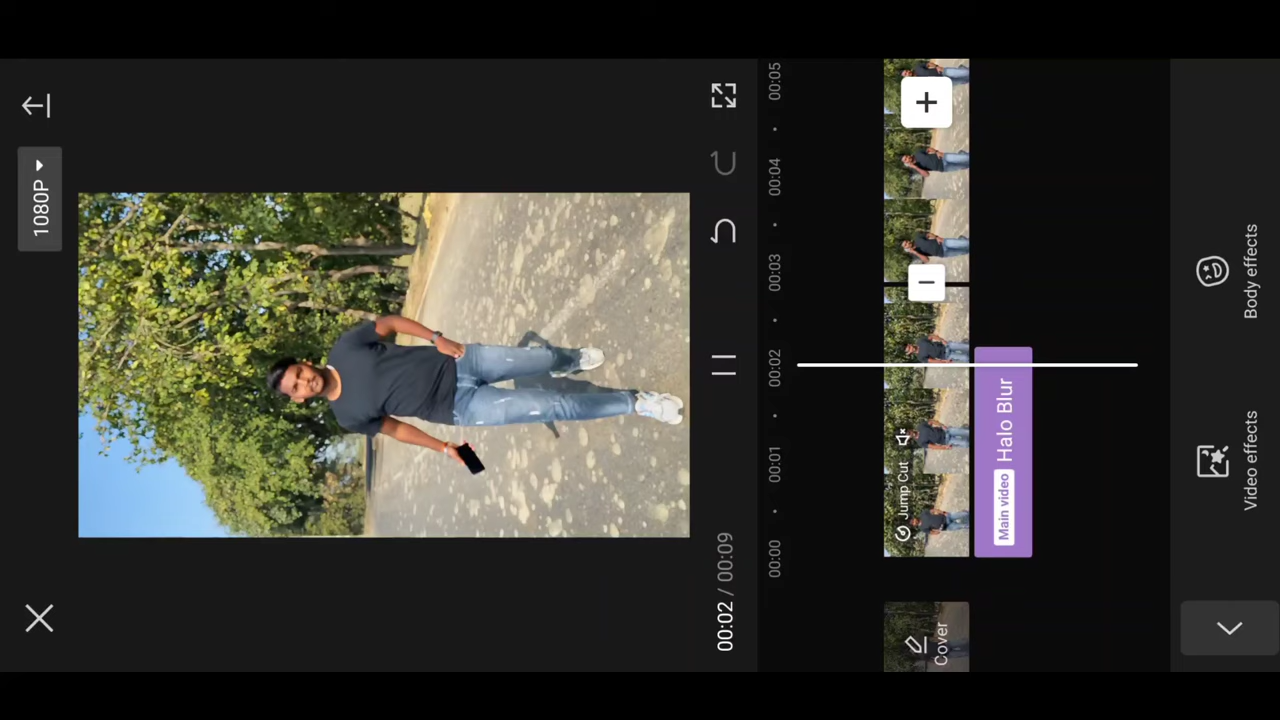 1080P
00:02 / 00:09
00:00
00:01
00:02
00:03
00:04
00:05
Cover
Jump Cut
Main video Halo Blur
Video effects
Body effects